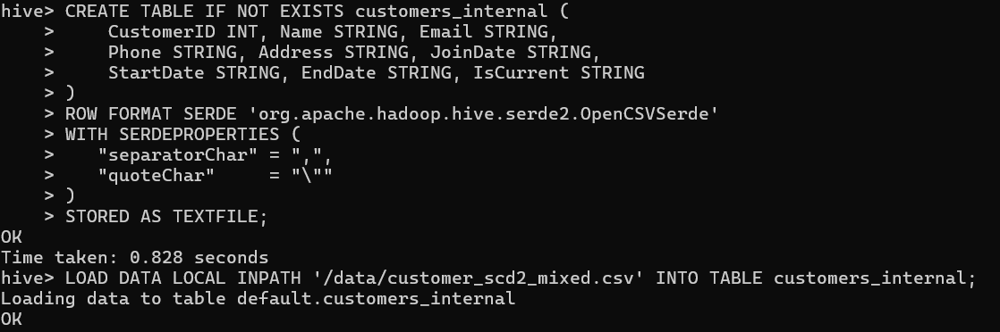 hive> CREATE TABLE IF NOT EXISTS customers_internal (
    >     CustomerID INT, Name STRING, Email STRING,
    >     Phone STRING, Address STRING, JoinDate STRING,
    >     StartDate STRING, EndDate STRING, IsCurrent STRING
    > )
    > ROW FORMAT SERDE 'org.apache.hadoop.hive.serde2.OpenCSVSerde'
    > WITH SERDEPROPERTIES (
    >    "separatorChar" = ",",
    >    "quoteChar"     = "\""
    > )
    > STORED AS TEXTFILE;
OK
Time taken: 0.828 seconds
hive> LOAD DATA LOCAL INPATH '/data/customer_scd2_mixed.csv' INTO TABLE customers_internal;
Loading data to table default.customers_internal
OK